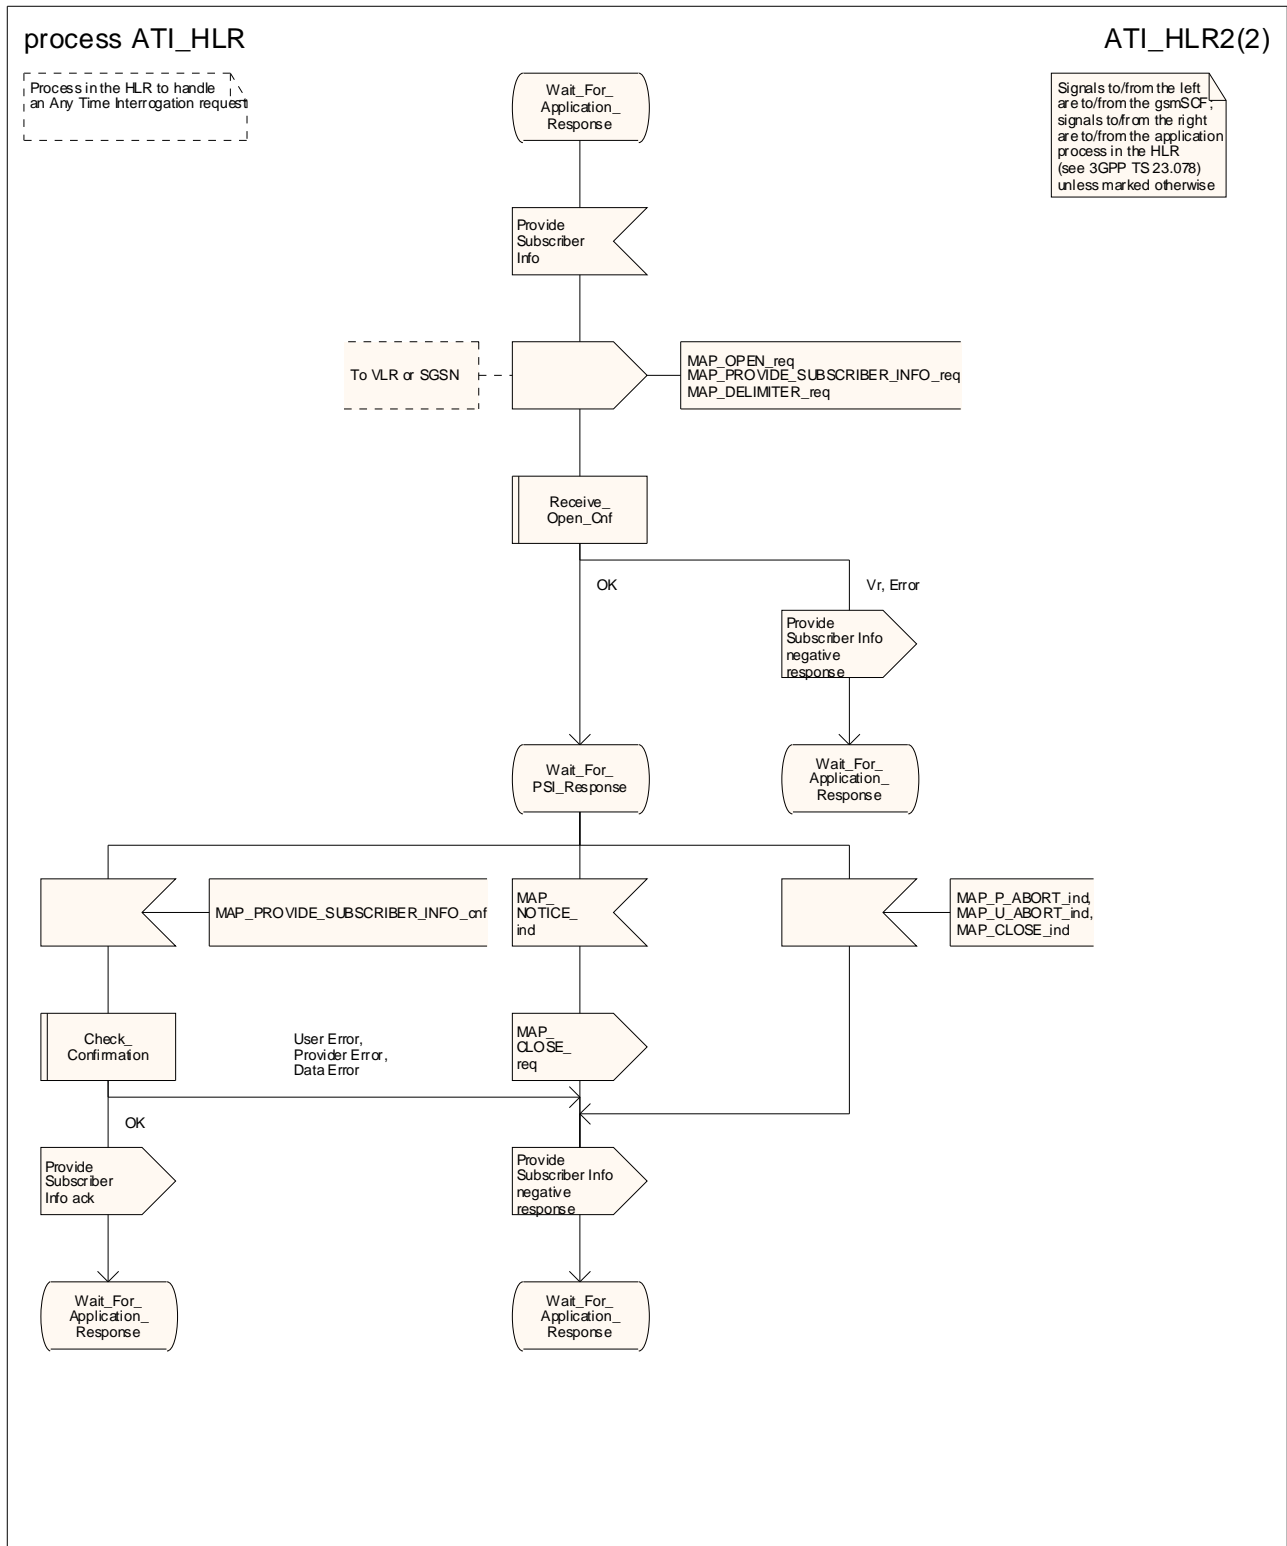 process ATI_HLR
ATI_HLR2(2)
Process in the HLR to handle
an Any Time Interrogation request
Wait_For_
Application_
Response
Signals to/from the left
are to/from the gsmSCF;
signals to/from the right
are to/from the application
process in the HLR
(see 3GPP TS 23.078)
unless marked otherwise
Provide
Subscriber
Info
To VLR or SGSN
MAP_OPEN_req
MAP_PROVIDE_SUBSCRIBER_INFO_req
MAP_DELIMITER_req
Receive_
Open_Cnf
OK
Vr, Error
Provide
Subscriber Info
negative
response
Wait_For_
PSI_Response
Wait_For_
Application_
Response
MAP_PROVIDE_SUBSCRIBER_INFO_cnf
MAP_
NOTICE_
ind
MAP_P_ABORT_ind,
MAP_U_ABORT_ind,
MAP_CLOSE_ind
Check_
Confirmation
User Error,
Provider Error,
Data Error
MAP_
CLOSE_
req
OK
Provide
Subscriber
Info ack
Provide
Subscriber Info
negative
response
Wait_For_
Application_
Response
Wait_For_
Application_
Response